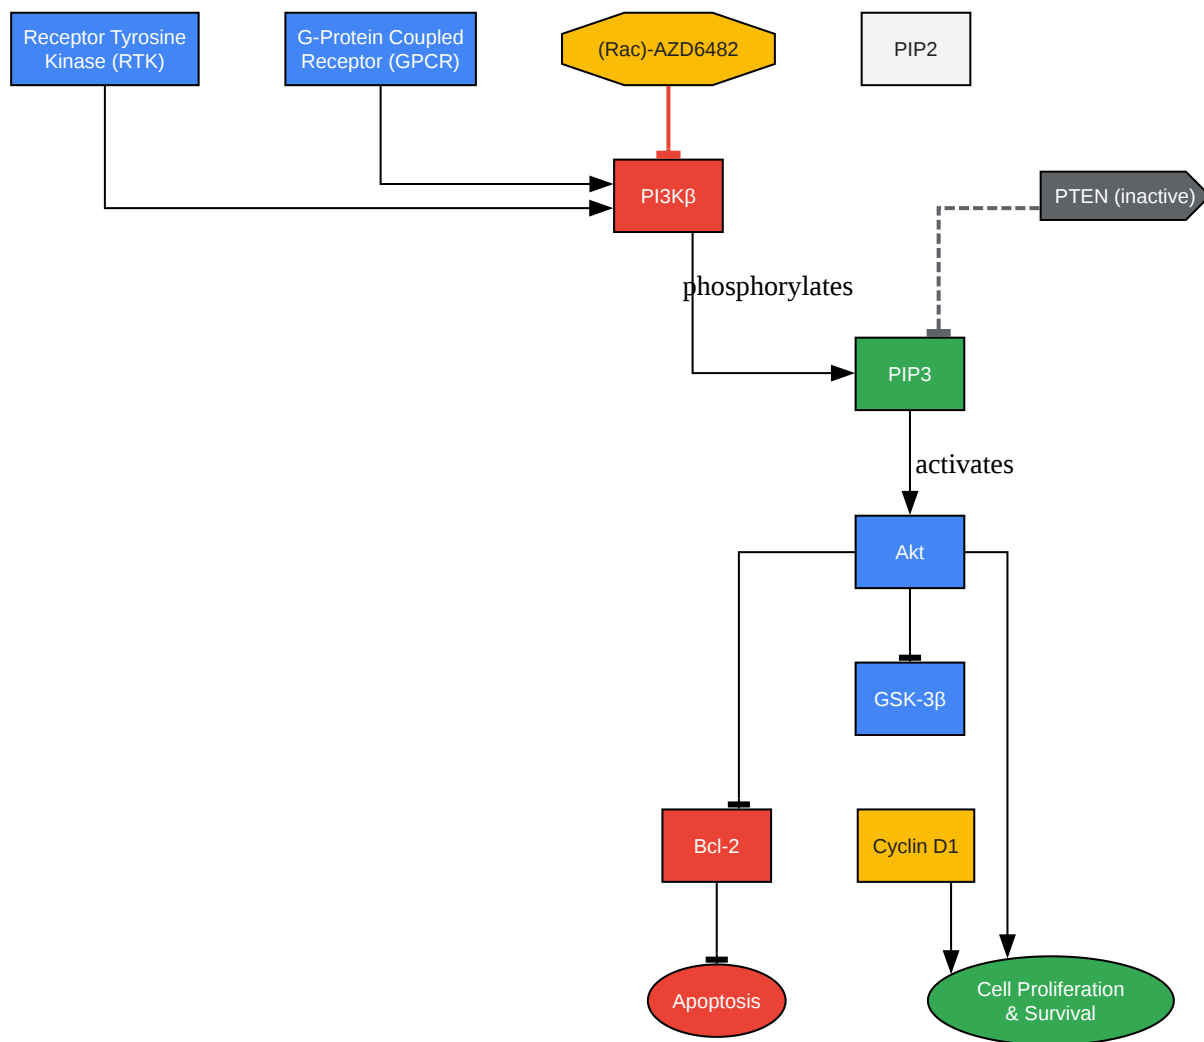 Receptor Tyrosine
Kinase (RTK)
G-Protein Coupled
Receptor (GPCR)
(Rac)-AZD6482
PIP2
PI3Kβ
PTEN (inactive)
phosphorylates
PIP3
activates
Akt
GSK-3β
Bcl-2
Cyclin D1
Apoptosis
Cell Proliferation
& Survival